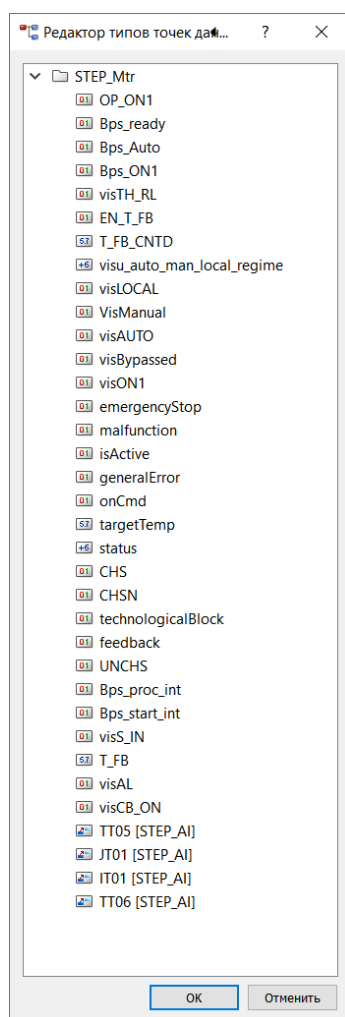 Редактор типов точек дан... ? ×
STEP_Mtr
OP_ON1
Bps_ready
Bps_Auto
Bps_ON1
visTH_RL
EN_T_FB
T_FB_CNTD
visu_auto_man_local_regime
visLOCAL
VisManual
visAUTO
visBypassed
visON1
emergencyStop
malfunction
isActive
generalError
onCmd
targetTemp
status
CHS
CHSN
technologicalBlock
feedback
UNCHS
Bps_proc_int
Bps_start_int
visS_IN
T_FB
visAL
visCB_ON
TT05 [STEP_AI]
JT01 [STEP_AI]
IT01 [STEP_AI]
TT06 [STEP_AI]
ОК Отменить